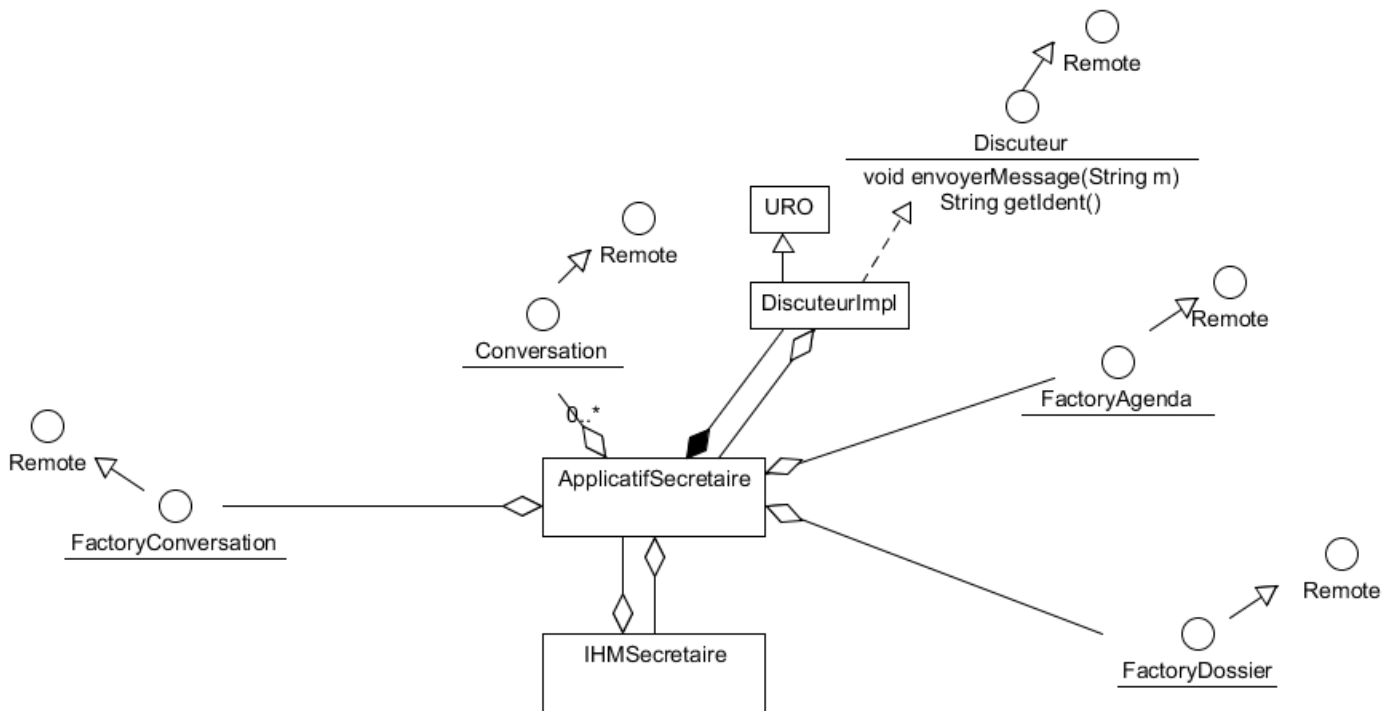 Remote
Discuteur
void envoyerMessage(String m)
String getIdent()
URO
Remote
DiscuteurImpl
Remote
Conversation
FactoryAgenda
0..*
Remote
ApplicatifSecretaire
FactoryConversation
Remote
IHMSecretaire
FactoryDossier